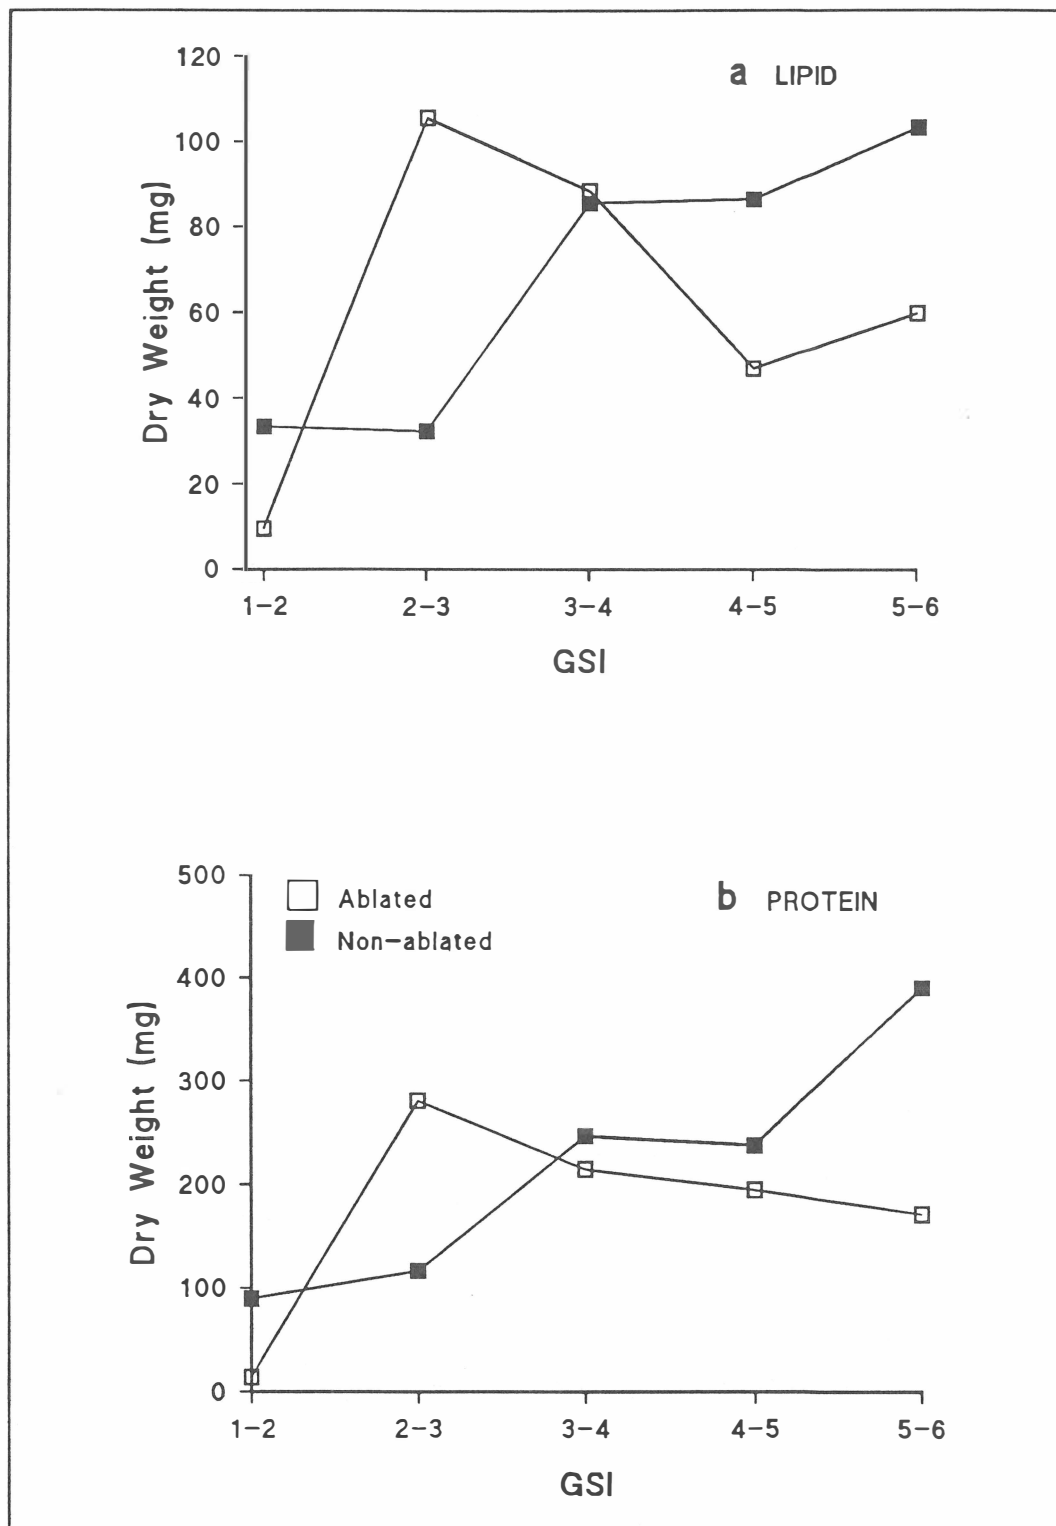 a LIPID
120
100
80
60
40
20
0
Dry Weight (mg)
1-2 2-3 3-4 4-5 5-6
GSI
b PROTEIN
Ablated
Non-ablated
500
400
300
200
100
0
Dry Weight (mg)
1-2 2-3 3-4 4-5 5-6
GSI